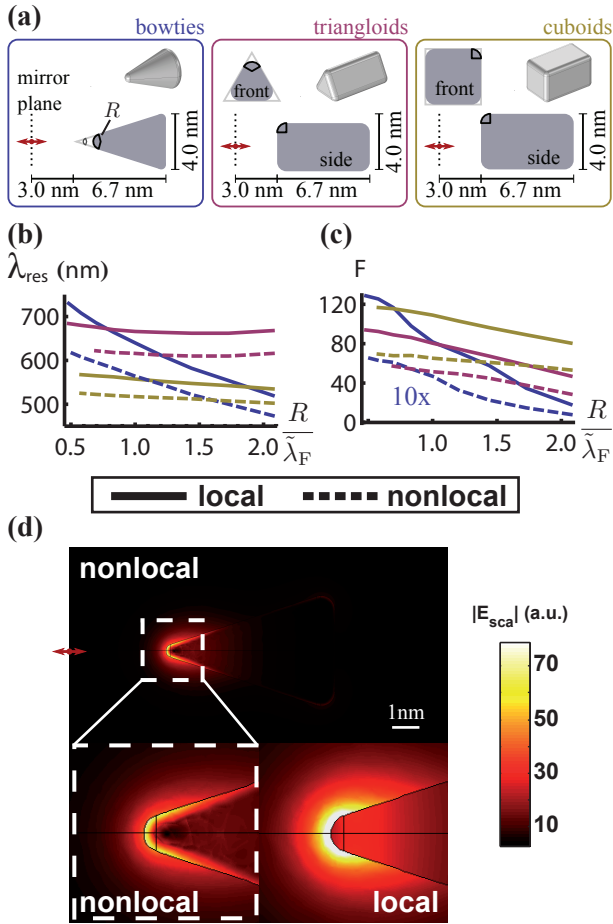 (a)
bowties
triangloids
cuboids
mirror
plane
R
4.0 nm
3.0 nm
6.7 nm
front
side
4.0 nm
3.0 nm
6.7 nm
front
side
4.0 nm
3.0 nm
6.7 nm
(b)
λres (nm)
700
600
500
0.5
1.0
1.5
2.0
R
λ̃F
(c)
F
120
80
40
0
10x
1.0
1.5
2.0
R
λ̃F
local
nonlocal
(d)
nonlocal
1nm
nonlocal
local
|Esca| (a.u.)
70
50
30
10